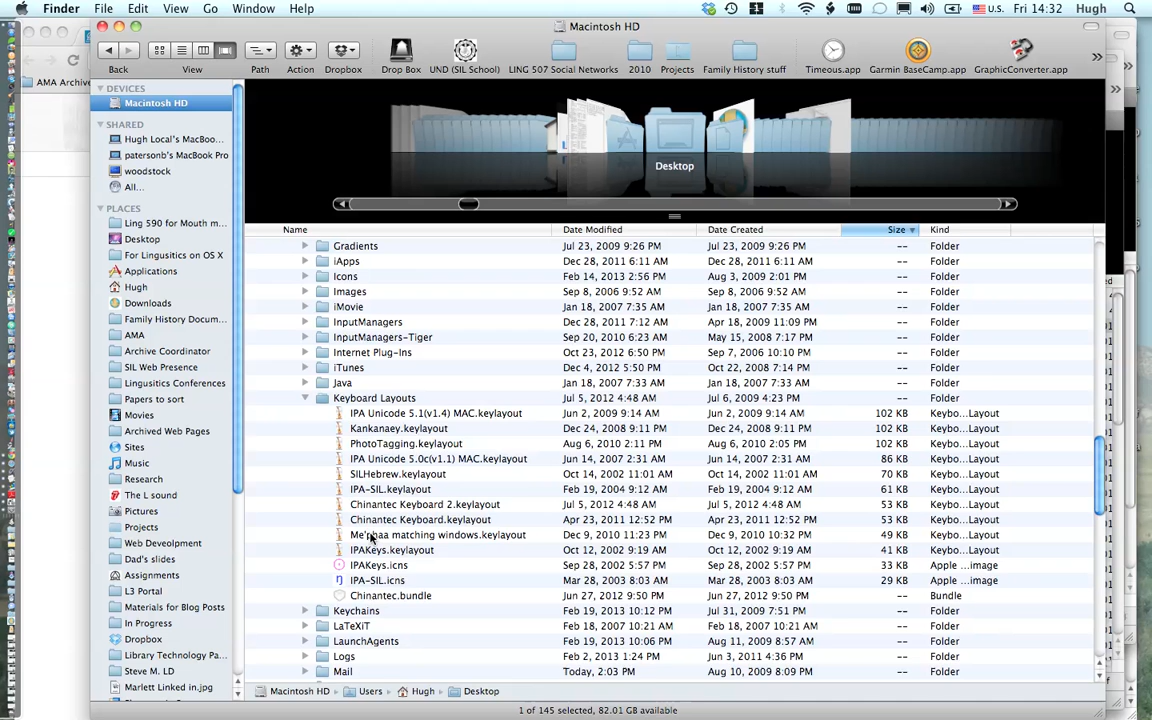 Finder File Edit View Go Window Help U.S. Fri 14:32 Hugh
Macintosh HD
Back View Path Action Dropbox Drop Box UND (SIL School) LING 507 Social Networks 2010 Projects Family History stuff Timeous.app Garmin BaseCamp.app GraphicConverter.app »
AMA Archive
DEVICES
Macintosh HD
SHARED
Hugh Local's MacBoo...
patersonb's MacBook Pro
woodstock
All...
PLACES
Ling 590 for Mouth m...
Desktop
For Lingusitics on OS X
Applications
Hugh
Downloads
Family History Docum...
AMA
Archive Coordinator
SIL Web Presence
Lingusitics Conferences
Papers to sort
Movies
Archived Web Pages
Sites
Music
Research
The L sound
Pictures
Projects
Web Deveolpment
Dad's slides
Assignments
L3 Portal
Materials for Blog Posts
In Progress
Dropbox
Library Technology Pa...
Steve M. LD
Marlett Linked in.jpg
Desktop
Name Date Modified Date Created Size Kind
Gradients Jul 23, 2009 9:26 PM Jul 23, 2009 9:26 PM -- Folder
iApps Dec 28, 2011 6:11 AM Dec 28, 2011 6:11 AM -- Folder
Icons Feb 14, 2013 2:56 PM Aug 3, 2009 2:01 PM -- Folder
Images Sep 8, 2006 9:52 AM Sep 8, 2006 9:52 AM -- Folder
iMovie Jan 18, 2007 7:35 AM Jan 18, 2007 7:35 AM -- Folder
InputManagers Dec 28, 2011 7:12 AM Apr 18, 2009 11:09 PM -- Folder
InputManagers-Tiger Sep 20, 2010 6:23 AM May 15, 2008 7:17 AM -- Folder
Internet Plug-Ins Oct 23, 2012 6:50 PM Sep 7, 2006 10:10 PM -- Folder
iTunes Dec 4, 2012 5:50 PM Oct 22, 2008 7:14 PM -- Folder
Java Jan 18, 2007 7:33 AM Jan 18, 2007 7:33 AM -- Folder
Keyboard Layouts Jul 5, 2012 4:48 AM Jul 6, 2009 4:23 PM -- Folder
IPA Unicode 5.1(v1.4) MAC.keylayout Jun 2, 2009 9:14 AM Jun 2, 2009 9:14 AM 102 KB Keybo...Layout
Kankanaey.keylayout Dec 24, 2008 9:11 PM Dec 24, 2008 9:11 PM 102 KB Keybo...Layout
PhotoTagging.keylayout Aug 6, 2010 2:11 PM Aug 6, 2010 2:05 PM 102 KB Keybo...Layout
IPA Unicode 5.0c(v1.1) MAC.keylayout Jun 14, 2007 2:31 AM Jun 14, 2007 2:31 AM 86 KB Keybo...Layout
SILHebrew.keylayout Oct 14, 2002 11:01 AM Oct 14, 2002 11:01 AM 70 KB Keybo...Layout
IPA-SIL.keylayout Feb 19, 2004 9:12 AM Feb 19, 2004 9:12 AM 61 KB Keybo...Layout
Chinantec Keyboard 2.keylayout Jul 5, 2012 4:48 AM Jul 5, 2012 4:48 AM 53 KB Keybo...Layout
Chinantec Keyboard.keylayout Apr 23, 2011 12:52 PM Apr 23, 2011 12:52 PM 53 KB Keybo...Layout
Me'phaa matching windows.keylayout Dec 9, 2010 11:23 PM Dec 9, 2010 10:32 PM 49 KB Keybo...Layout
IPAKeys.keylayout Oct 12, 2002 9:19 AM Oct 12, 2002 9:19 AM 41 KB Keybo...Layout
IPAKeys.icns Sep 28, 2002 5:57 PM Sep 28, 2002 5:57 PM 33 KB Apple ...image
IPA-SIL.icns Mar 28, 2003 8:03 AM Mar 28, 2003 8:03 AM 29 KB Apple ...image
Chinantec.bundle Jun 27, 2012 9:50 PM Jun 27, 2012 9:50 PM -- Bundle
Keychains Feb 19, 2013 10:12 PM Jul 31, 2009 7:51 PM -- Folder
LaTeXiT Feb 18, 2007 10:21 AM Feb 18, 2007 10:21 AM -- Folder
LaunchAgents Feb 19, 2013 10:06 PM Aug 11, 2009 8:57 AM -- Folder
Logs Feb 2, 2013 1:24 PM Jun 3, 2011 4:36 PM -- Folder
Mail Today, 2:03 PM Aug 10, 2009 8:09 PM -- Folder
Macintosh HD Users Hugh Desktop
1 of 145 selected, 82.01 GB available